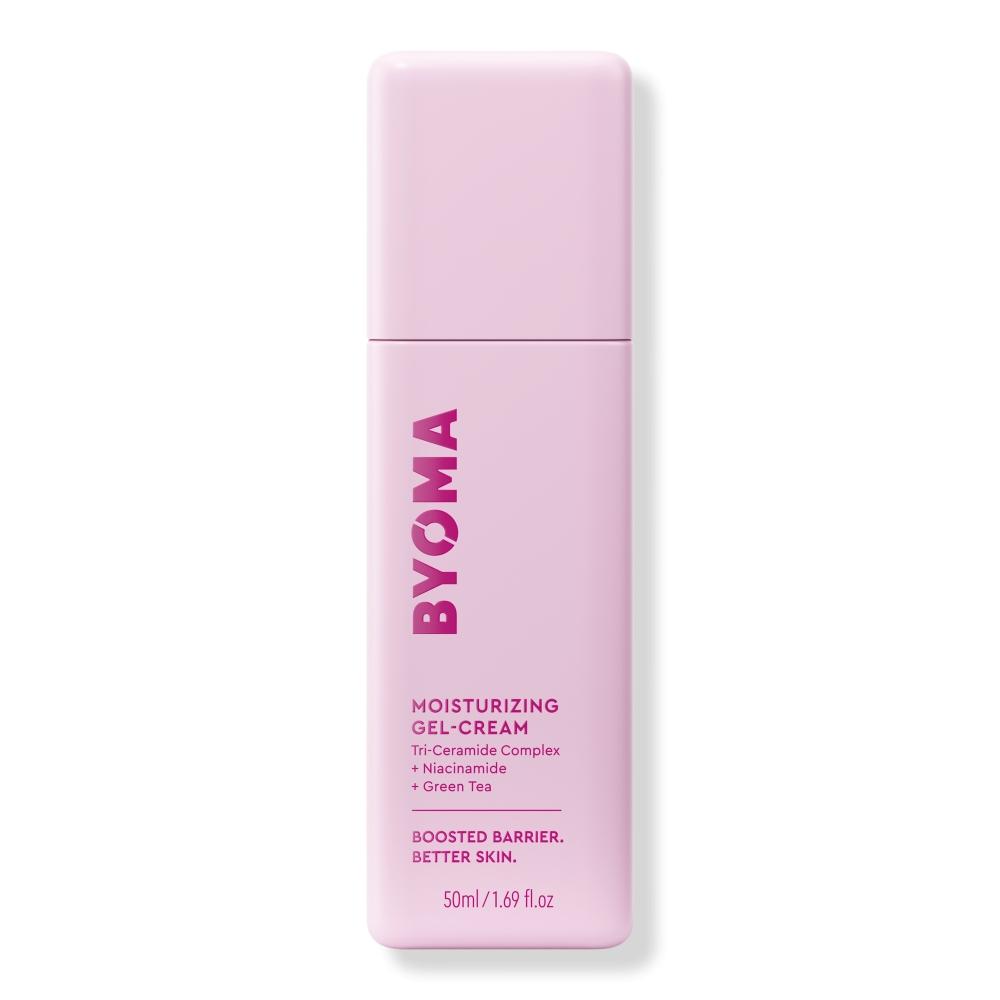 BYOMA
MOISTURIZING
GEL-CREAM
Tri-Ceramide Complex
+ Niacinamide
+ Green Tea
BOOSTED BARRIER.
BETTER SKIN.
50ml/1.69 fl.oz